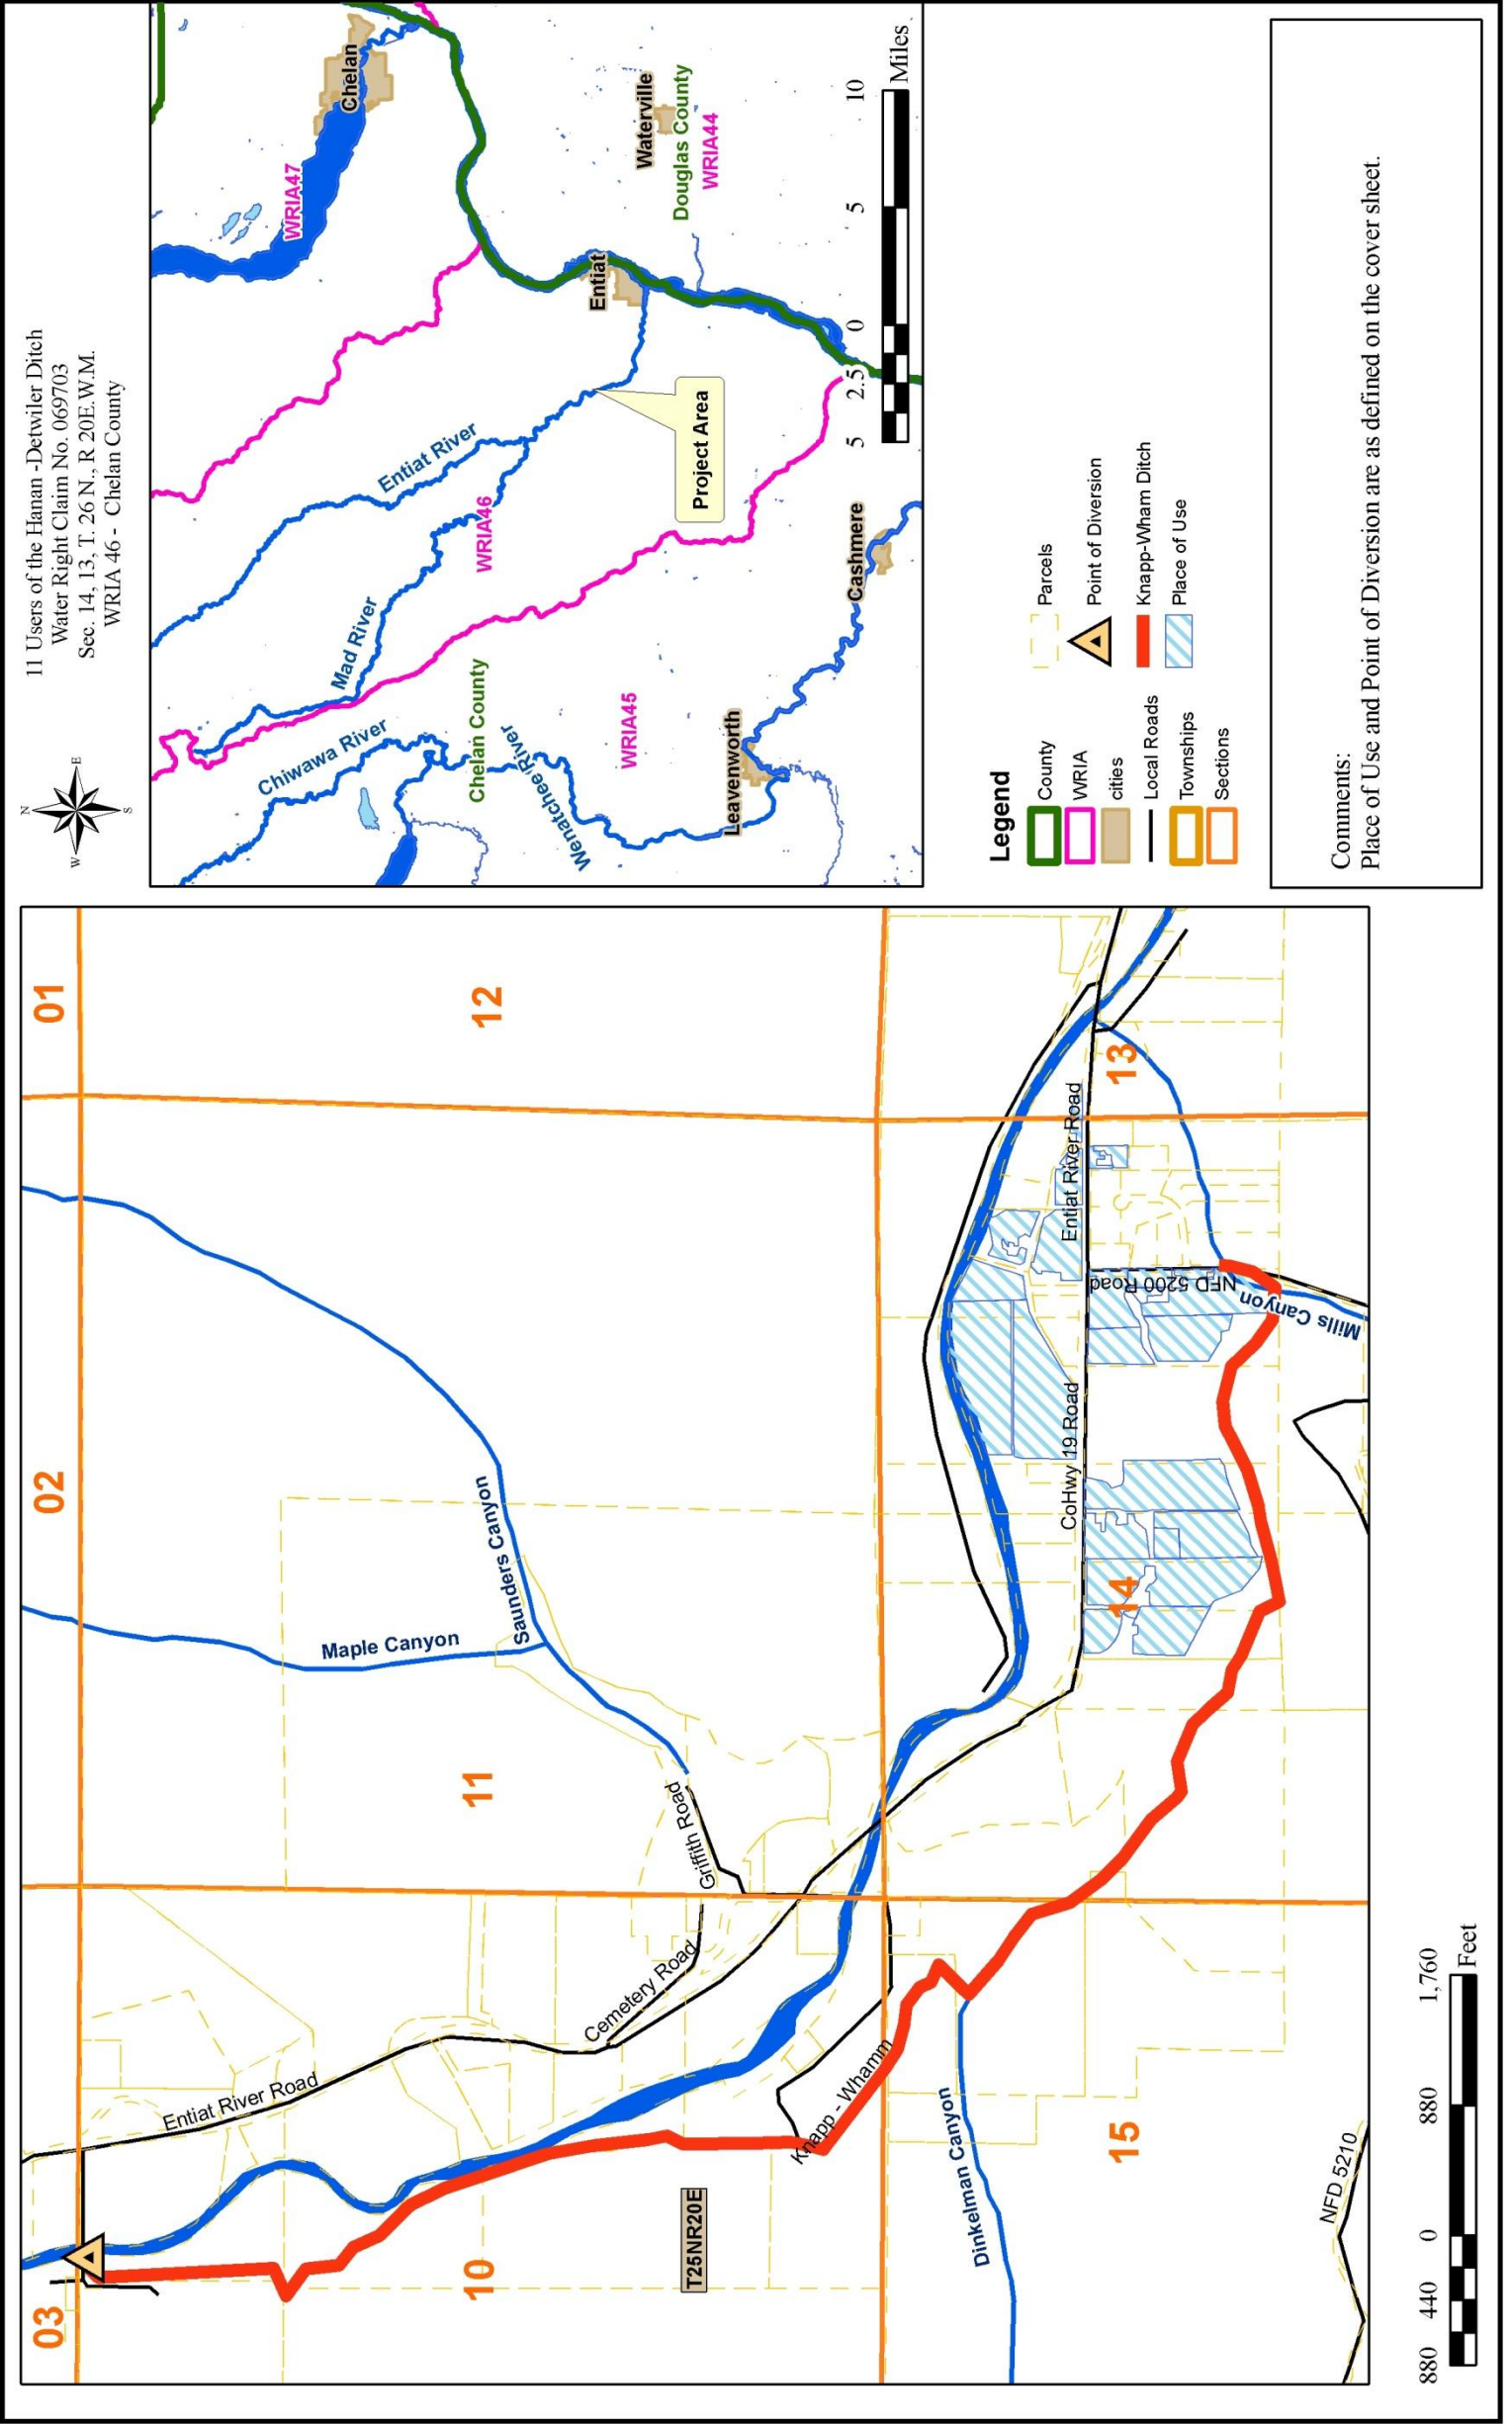 11 Users of the Hanan -Detwiler Ditch
Water Right Claim No. 069703
Sec. 14, 13, T. 26 N., R 20E.W.M.
WRIA 46 - Chelan County
N
W
E
S
WRIA47
Chelan
Waterville
Douglas County
WRIA44
Entiat
Entiat River
Project Area
Mad River
WRIA46
Chiwawa River
Chelan County
Wenatchee River
WRIA45
Leavenworth
Cashmere
5
2.5
0
5
10
Miles
Legend
County
WRIA
cities
Local Roads
Townships
Sections
Parcels
Point of Diversion
Knapp-Wham Ditch
Place of Use
Comments:
Place of Use and Point of Diversion are as defined on the cover sheet.
03
02
01
Entiat River Road
Maple Canyon
Saunders Canyon
10
11
12
Cemetery Road
Griffith Road
T25NR20E
Knapp - Whamm
Dinkelman Canyon
CoHwy 19 Road
Entiat River Road
NFD 5200 Road
Mills Canyon
15
14
13
NFD 5210
880
440
0
880
1,760
Feet